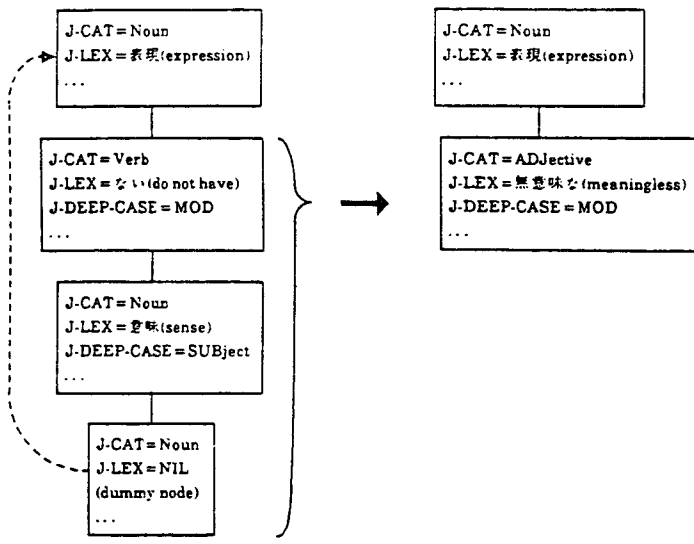 J-CAT=Noun
J-LEX=表現(expression)
...
J-CAT=Verb
J-LEX=ない(do not have)
J-DEEP-CASE=MOD
...
J-CAT=Noun
J-LEX=意味(sense)
J-DEEP-CASE=SUBject
...
J-CAT=Noun
J-LEX=NIL
(dummy node)
...
J-CAT=Noun
J-LEX=表現(expression)
...
J-CAT=ADJective
J-LEX=無意味な(meaningless)
J-DEEP-CASE=MOD
...